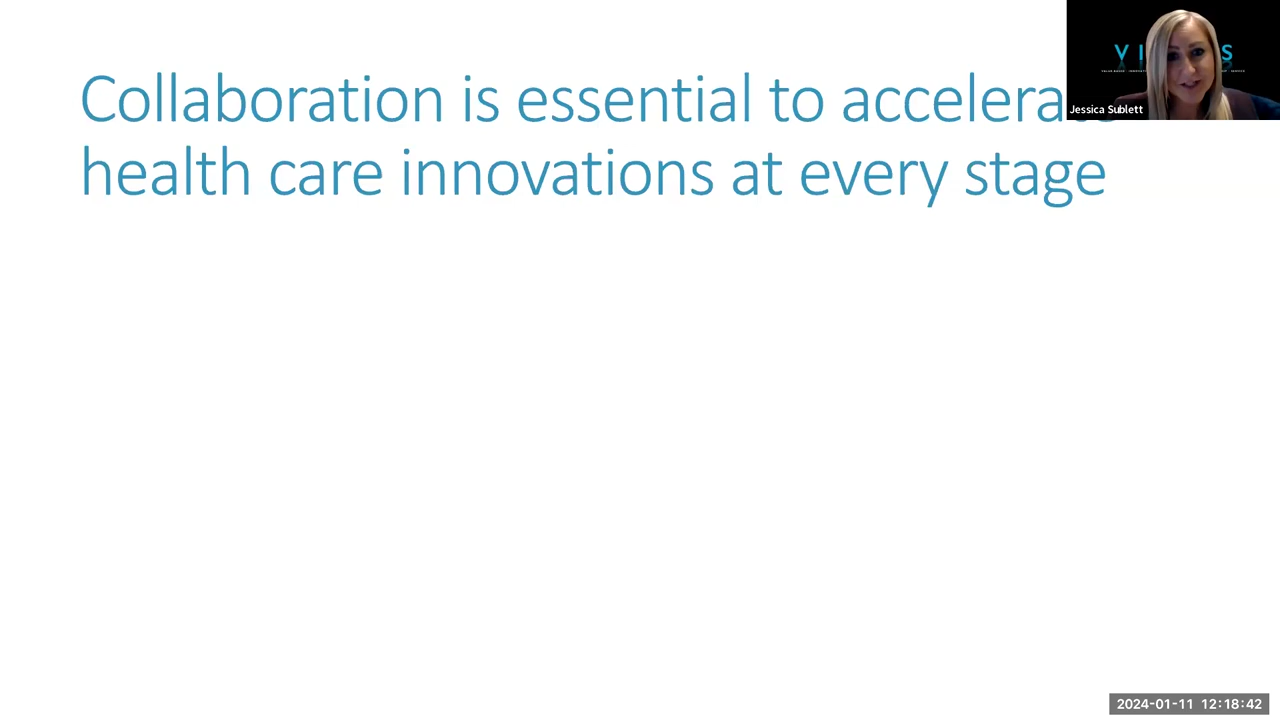 Collaboration is essential to accelerate
health care innovations at every stage
Jessica Sublett
2024-01-11 12:18:42